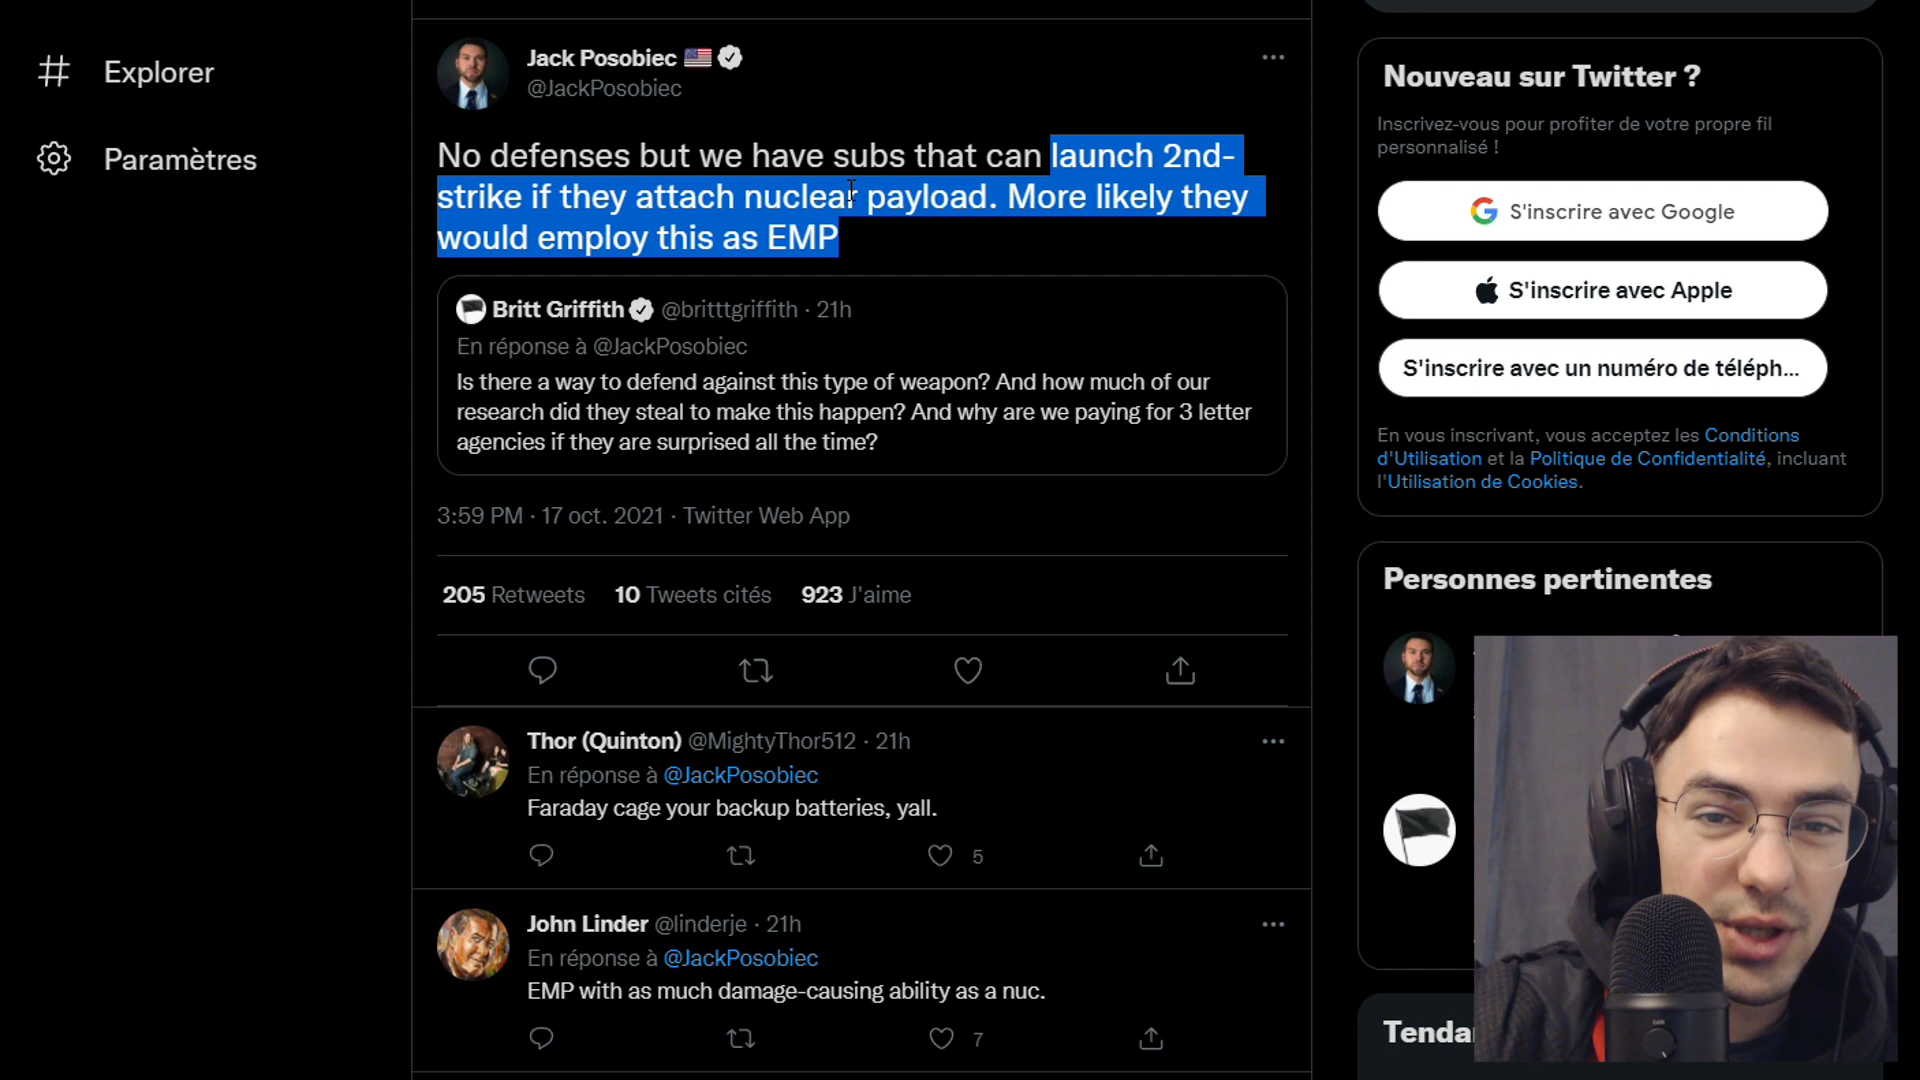 Explorer
Paramètres
Jack Posobiec
@JackPosobiec
No defenses but we have subs that can launch 2nd-
strike if they attach nuclear payload. More likely they
would employ this as EMP
Britt Griffith @britttgriffith · 21h
En réponse à @JackPosobiec
Is there a way to defend against this type of weapon? And how much of our
research did they steal to make this happen? And why are we paying for 3 letter
agencies if they are surprised all the time?
3:59 PM · 17 oct. 2021 · Twitter Web App
205 Retweets 10 Tweets cités 923 J'aime
Thor (Quinton) @MightyThor512 · 21h
En réponse à @JackPosobiec
Faraday cage your backup batteries, yall.
5
John Linder @linderje · 21h
En réponse à @JackPosobiec
EMP with as much damage-causing ability as a nuc.
7
Nouveau sur Twitter ?
Inscrivez-vous pour profiter de votre propre fil
personnalisé !
S'inscrire avec Google
S'inscrire avec Apple
S'inscrire avec un numéro de téléph...
En vous inscrivant, vous acceptez les Conditions
d'Utilisation et la Politique de Confidentialité, incluant
l'Utilisation de Cookies.
Personnes pertinentes
Tenda
GAIN